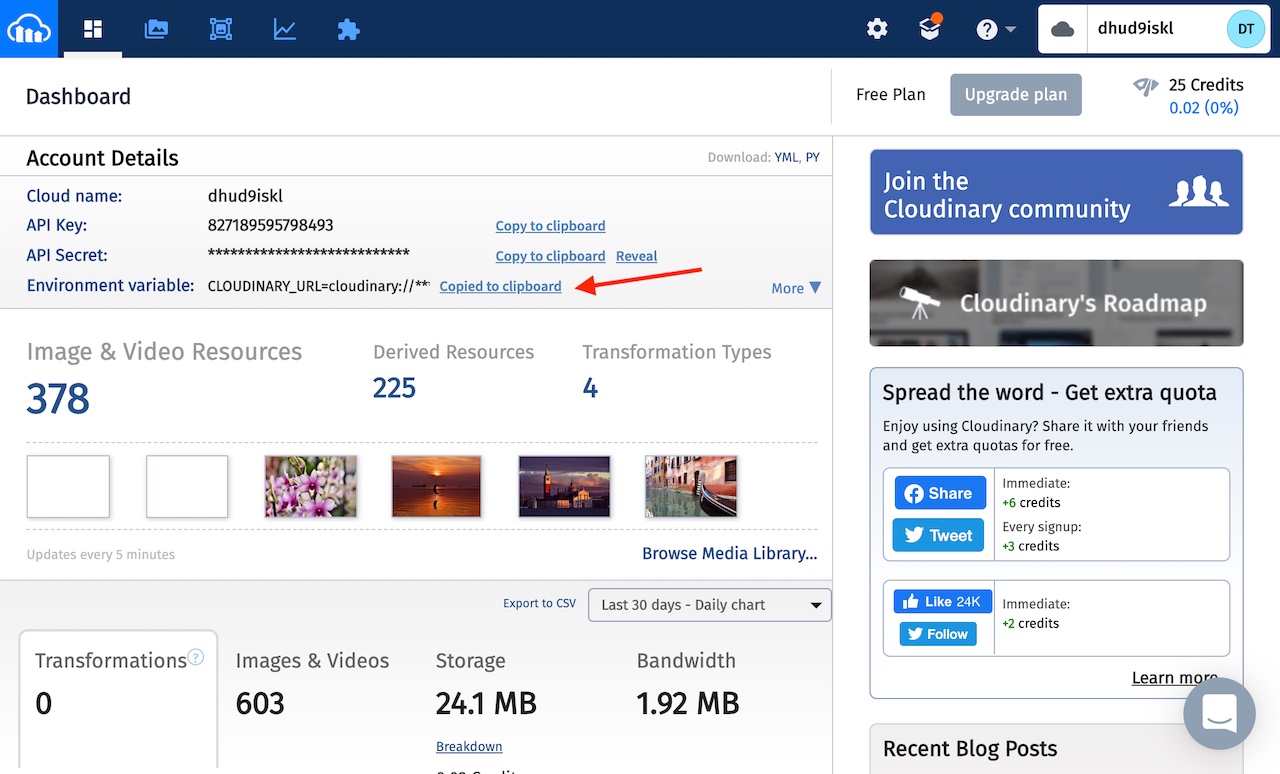 dhud9iskl
DT
Dashboard
Free Plan
Upgrade plan
25 Credits
0.02 (0%)
Account Details
Download: YML, PY
Cloud name: dhud9iskl
API Key: 827189595798493 Copy to clipboard
API Secret: *************************** Copy to clipboard Reveal
Environment variable: CLOUDINARY_URL=cloudinary://** Copied to clipboard
More
Image & Video Resources
378
Derived Resources
225
Transformation Types
4
Updates every 5 minutes
Browse Media Library...
Export to CSV
Last 30 days - Daily chart
Transformations ?
0
Images & Videos
603
Storage
24.1 MB
Breakdown
Bandwidth
1.92 MB
Join the
Cloudinary community
Cloudinary's Roadmap
Spread the word - Get extra quota
Enjoy using Cloudinary? Share it with your friends
and get extra quotas for free.
Share
Tweet
Immediate:
+6 credits
Every signup:
+3 credits
Like 24K
Follow
Immediate:
+2 credits
Learn more
Recent Blog Posts